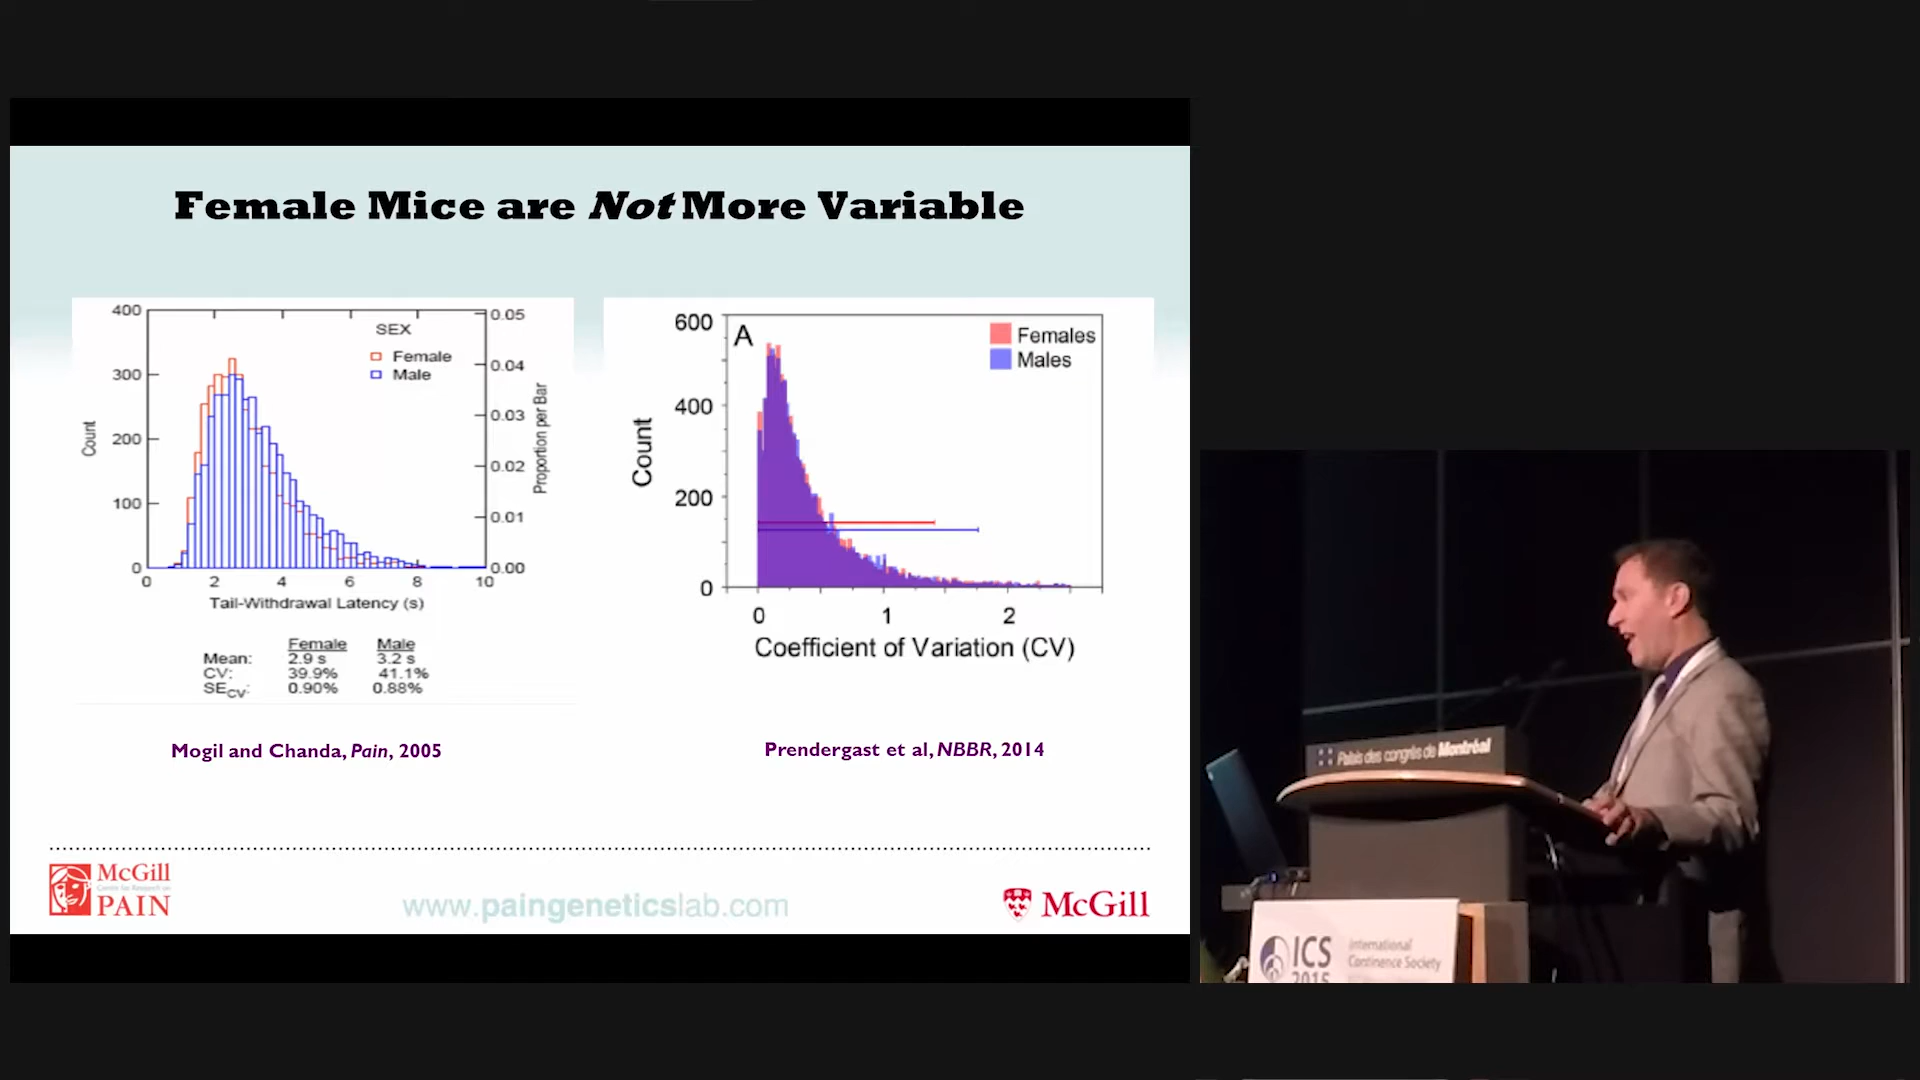 Female Mice are Not More Variable
400
300
200
100
0
Count
SEX
Female
Male
0.05
0.04
0.03
0.02
0.01
0.00
Proportion per Bar
0 2 4 6 8 10
Tail-Withdrawal Latency (s)
Female Male
Mean: 2.9 s 3.2 s
CV: 39.9% 41.1%
SECV: 0.90% 0.88%
Mogil and Chanda, Pain, 2005
A
600
400
200
0
Count
Females
Males
0 1 2
Coefficient of Variation (CV)
Prendergast et al, NBBR, 2014
McGill
Centre for Research on
PAIN
www.paingeneticslab.com
McGill
Palais des congrès de Montréal
ICS
2015
International
Continence Society